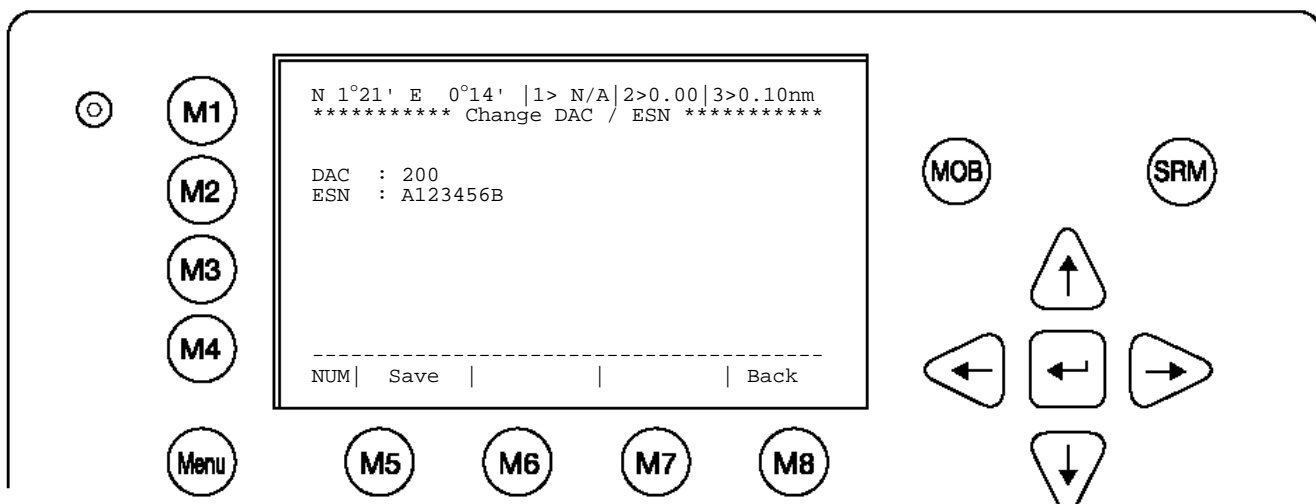 N 1°21' E 0°14' |1> N/A|2>0.00|3>0.10nm
*********** Change DAC / ESN ***********
DAC : 200
ESN : A123456B
----------------------------------------
NUM| Save | | | Back
M1
M2
M3
M4
Menu
M5 M6 M7 M8
MOB SRM